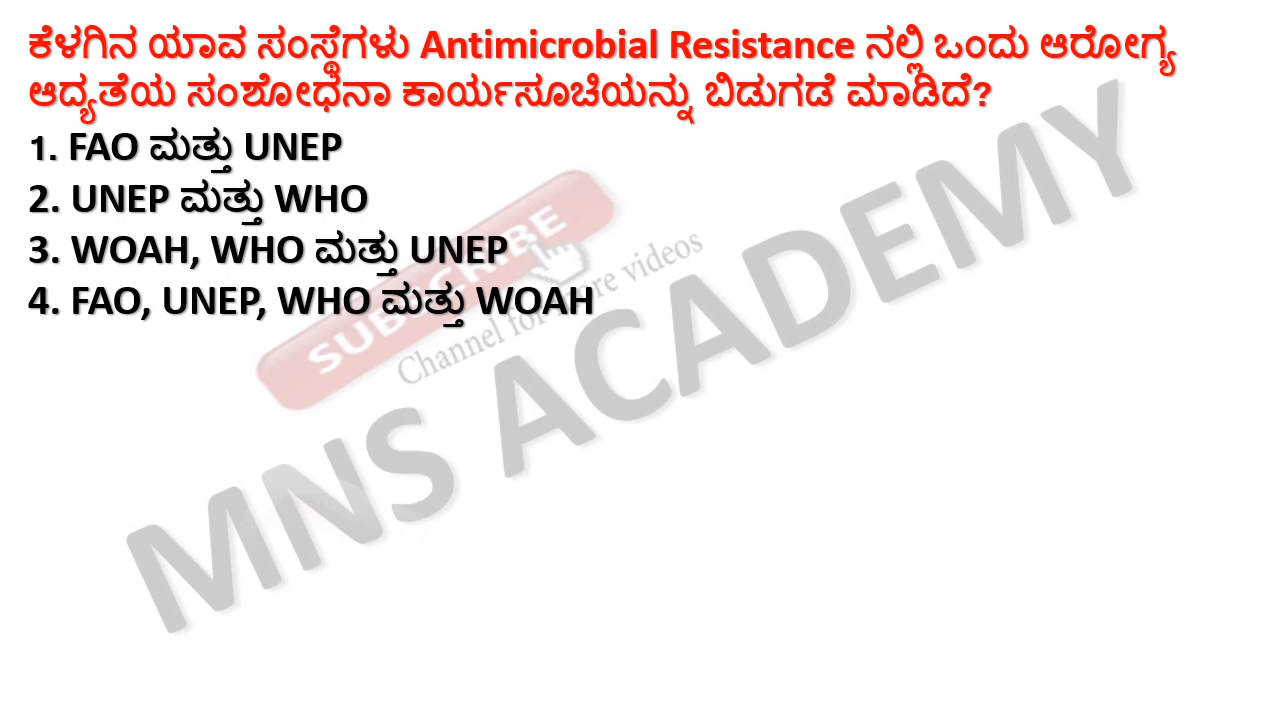 ಕೆಳಗಿನ ಯಾವ ಸಂಸ್ಥೆಗಳು Antimicrobial Resistance ನಲ್ಲಿ ಒಂದು ಆರೋಗ್ಯ
ಆದ್ಯತೆಯ ಸಂಶೋಧನಾ ಕಾರ್ಯಸೂಚಿಯನ್ನು ಬಿಡುಗಡೆ ಮಾಡಿದೆ?
1. FAO ಮತ್ತು UNEP
2. UNEP ಮತ್ತು WHO
3. WOAH, WHO ಮತ್ತು UNEP
4. FAO, UNEP, WHO ಮತ್ತು WOAH
SUBSCRIBE
Channel for more videos
MNS ACADEMY